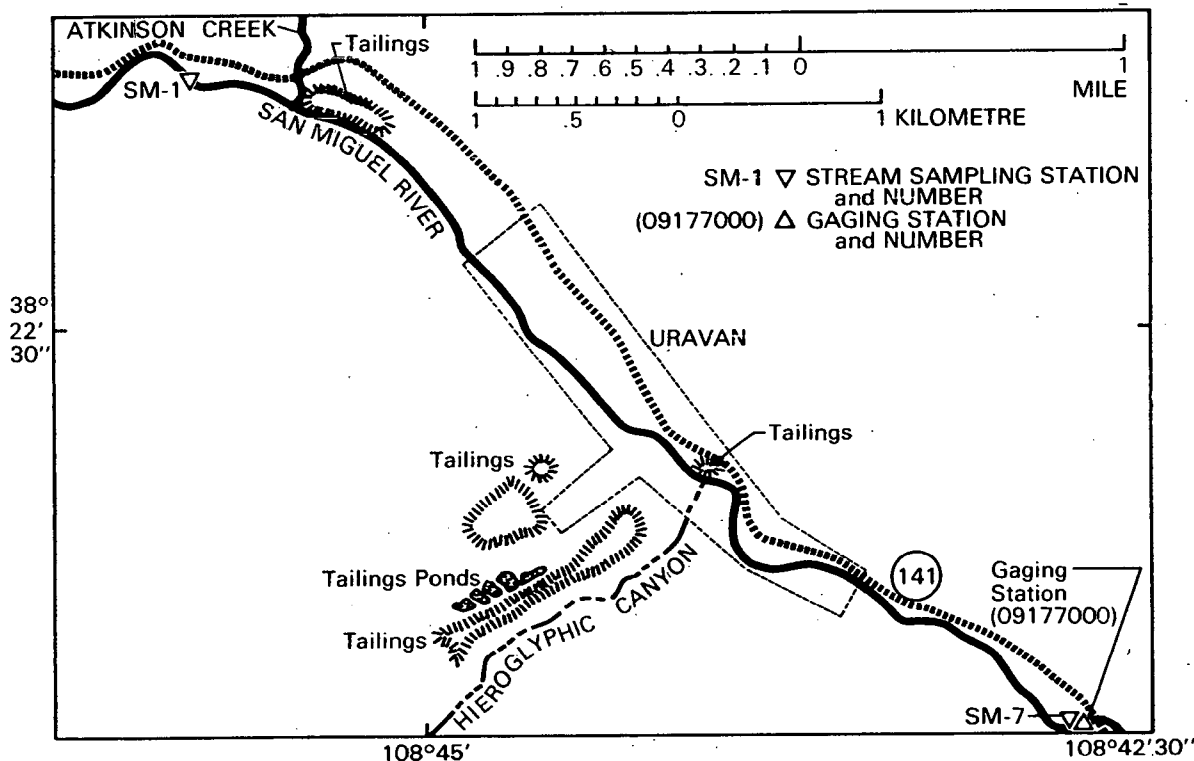 ATKINSON CREEK
Tailings
1 .9 .8 .7 .6 .5 .4 .3 .2 .1 0 1
MILE
SM-1
1 .5 0 1 KILOMETRE
SAN MIGUEL RIVER
SM-1 ▽ STREAM SAMPLING STATION
and NUMBER
(09177000) △ GAGING STATION
and NUMBER
38°
22'
30"
URAVAN
Tailings
Tailings
Tailings Ponds
141
Gaging
Station
(09177000)
Tailings
HIEROGLYPHIC CANYON
SM-7
108°45'
108°42'30"